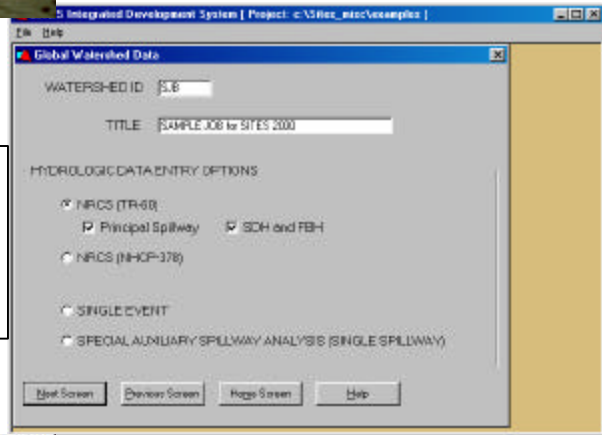 S Integrated Development System [ Project: c:\Sites_misc\examples ]
File Help
Global Watershed Data
WATERSHED ID SJB
TITLE SAMPLE JOB for SITES 2000
HYDROLOGIC DATA ENTRY OPTIONS
NRCS (TR-60)
Principal Spillway SDH and FBH
NRCS (NHCP-378)
SINGLE EVENT
SPECIAL AUXILIARY SPILLWAY ANALYSIS (SINGLE SPILLWAY)
Next Screen Previous Screen Home Screen Help